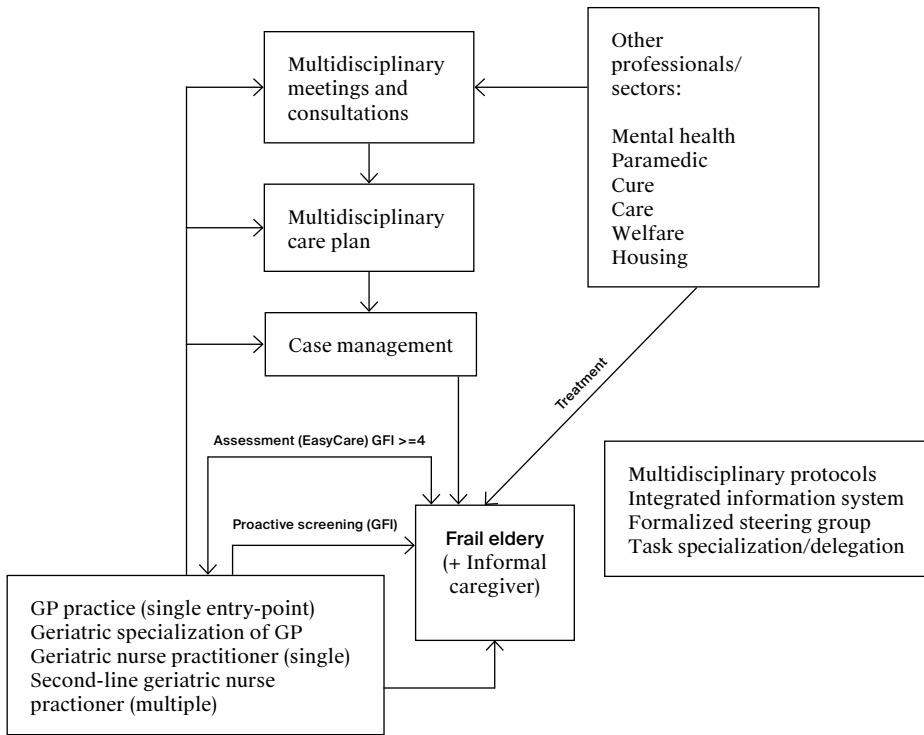 Multidisciplinary
meetings and
consultations
Other
professionals/
sectors:
Mental health
Paramedic
Cure
Care
Welfare
Housing
Multidisciplinary
care plan
Case management
Treatment
Assessment (EasyCare) GFI >=4
Proactive screening (GFI)
Frail eldery
(+ Informal
caregiver)
Multidisciplinary protocols
Integrated information system
Formalized steering group
Task specialization/delegation
GP practice (single entry-point)
Geriatric specialization of GP
Geriatric nurse practitioner (single)
Second-line geriatric nurse
practioner (multiple)